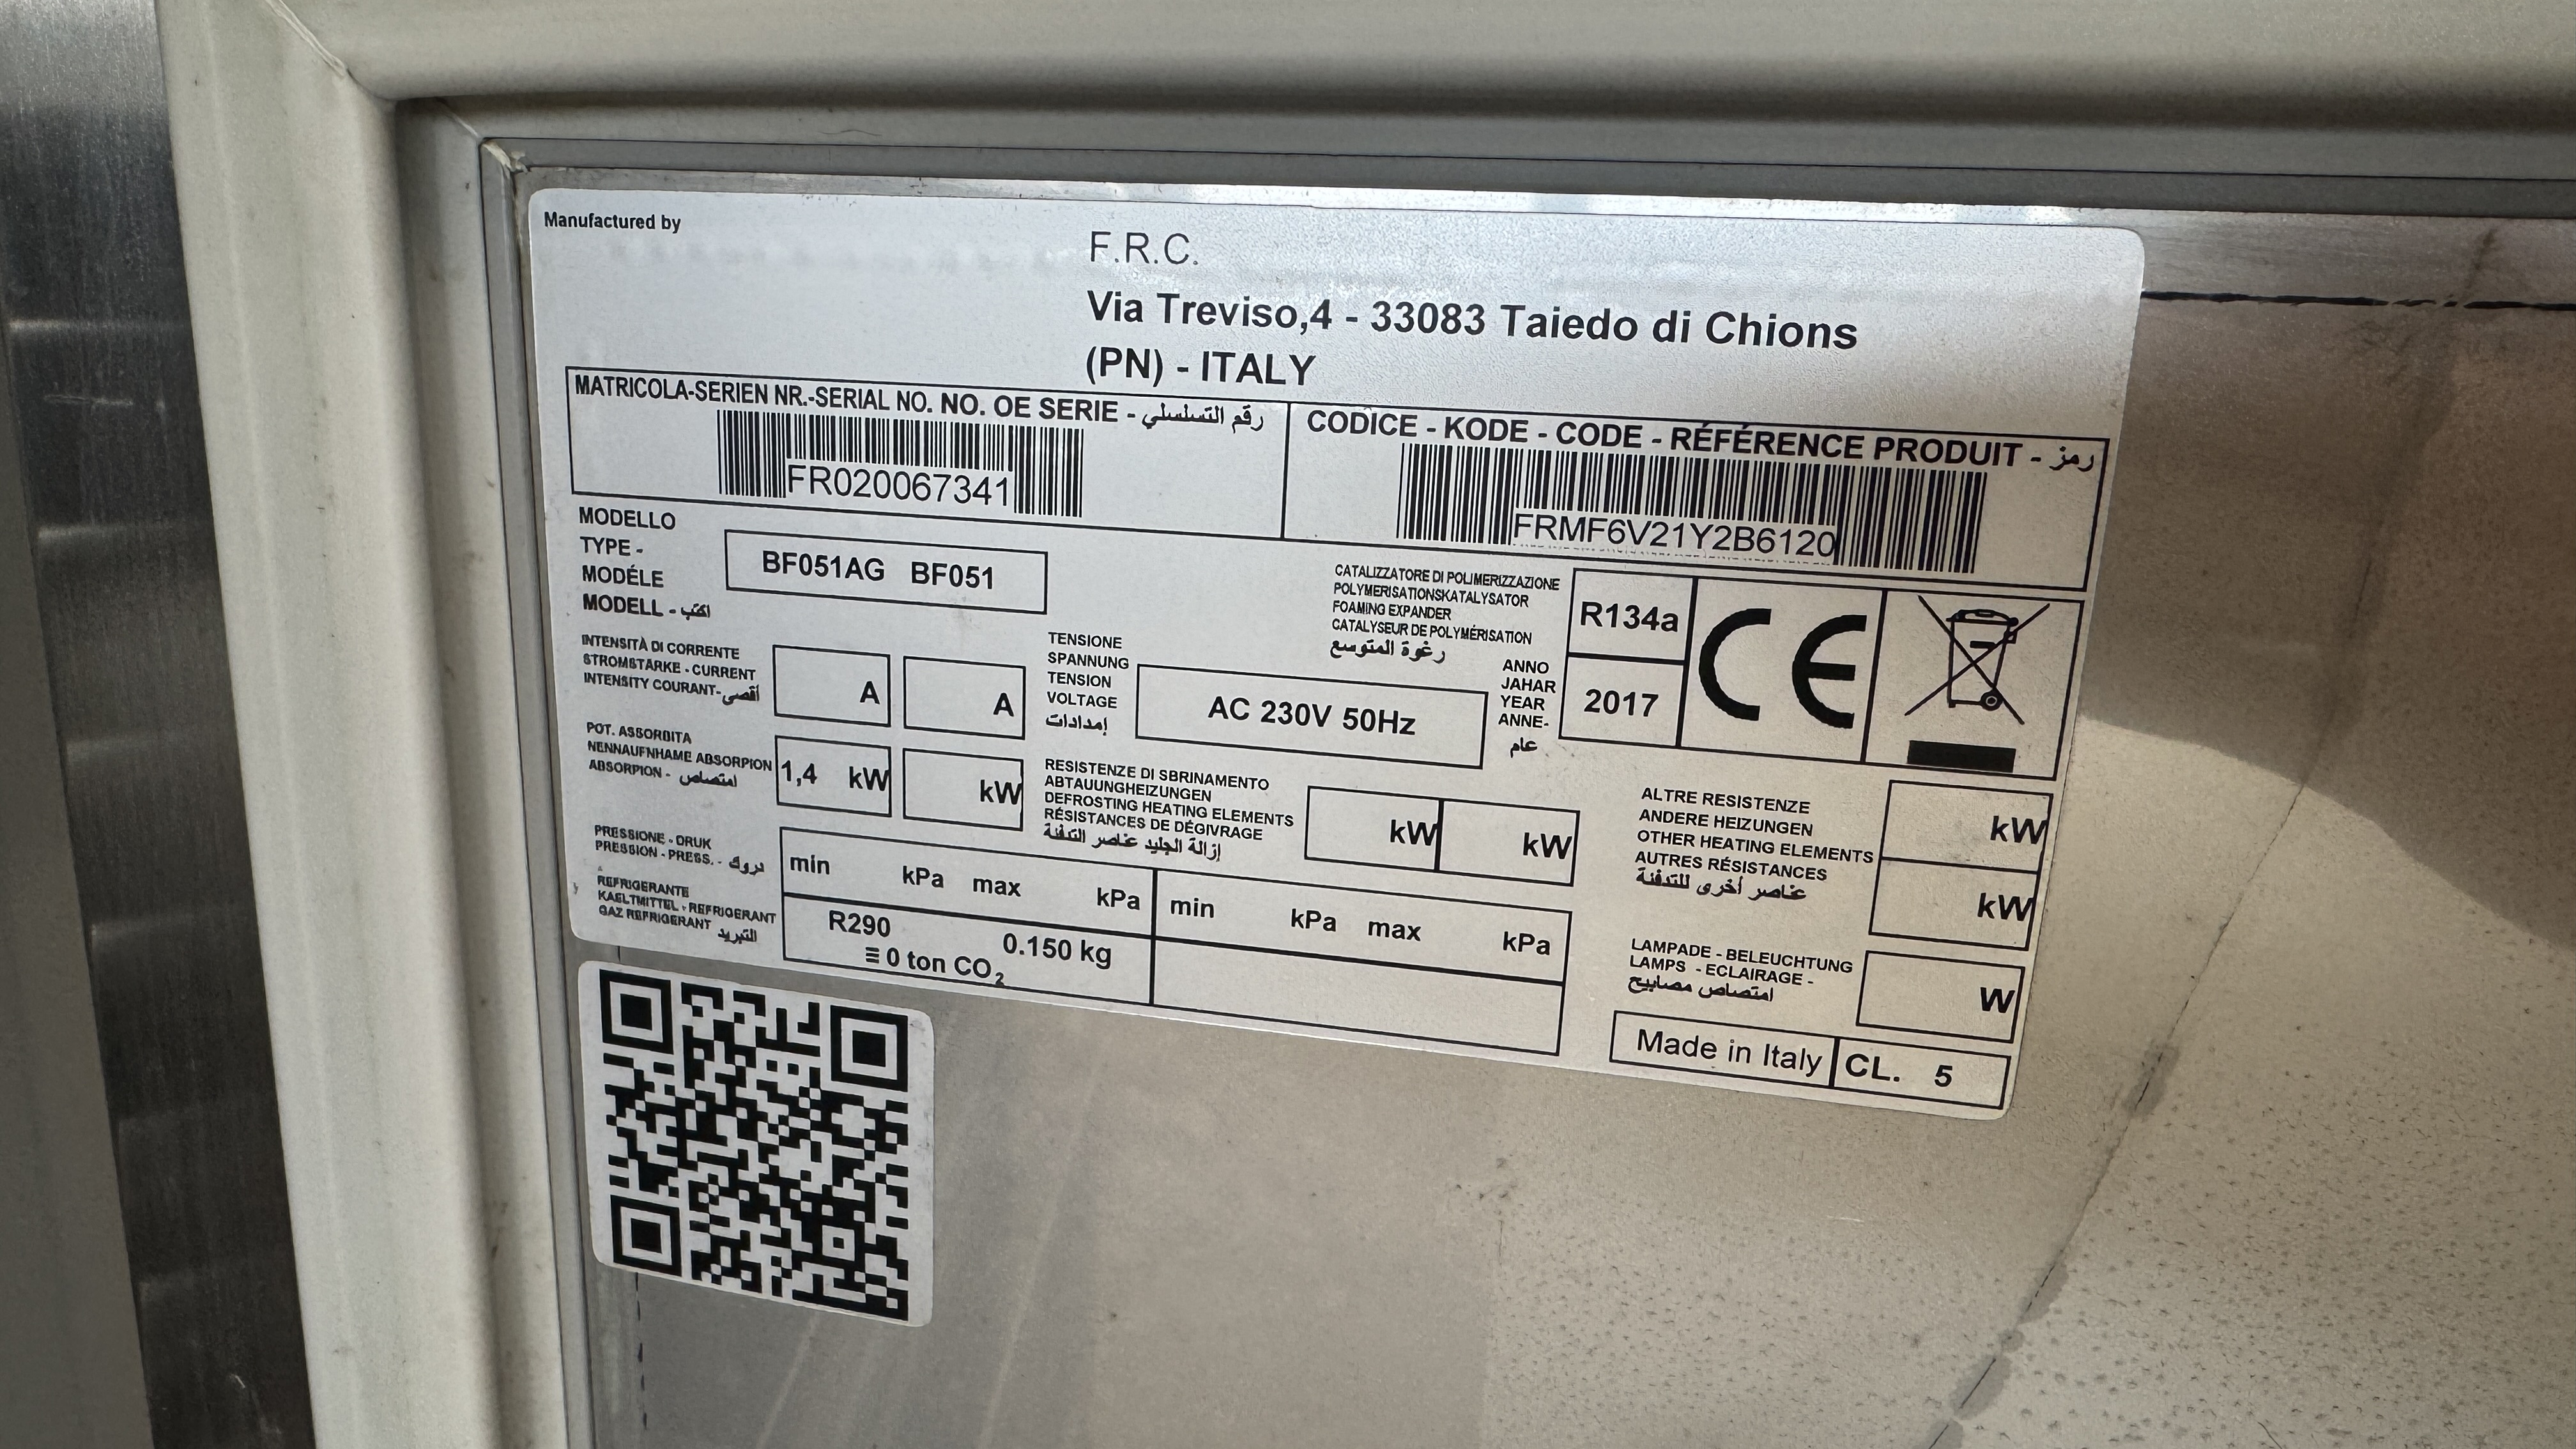 Manufactured by
F.R.C.
Via Treviso,4 - 33083 Taiedo di Chions
(PN) - ITALY
MATRICOLA-SERIEN NR.-SERIAL NO. NO. OE SERIE - رقم التسلسلي
FR020067341
CODICE - KODE - CODE - RÉFÉRENCE PRODUIT - رمز
FRMF6V21Y2B6120
MODELLO
TYPE -
MODÉLE
MODELL - اكتب
BF051AG BF051
CATALIZZATORE DI POLIMERIZZAZIONE
POLYMERISATIONSKATALYSATOR
FOAMING EXPANDER
CATALYSEUR DE POLYMÉRISATION
رغوة المتوسع
R134a
CE
INTENSITÀ DI CORRENTE
STROMSTARKE - CURRENT
INTENSITY COURANT- أقصى
A
A
TENSIONE
SPANNUNG
TENSION
VOLTAGE
إمدادات
AC 230V 50Hz
ANNO
JAHAR
YEAR
ANNE-
عام
2017
POT. ASSORBITA
NENNAUFNHAME ABSORPION
ABSORPION - امتصاص
1,4 kW
kW
RESISTENZE DI SBRINAMENTO
ABTAUUNGHEIZUNGEN
DEFROSTING HEATING ELEMENTS
RÉSISTANCES DE DÉGIVRAGE
إزالة الجليد عناصر التدفئة
kW
kW
ALTRE RESISTENZE
ANDERE HEIZUNGEN
OTHER HEATING ELEMENTS
AUTRES RÉSISTANCES
عناصر أخرى للتدفئة
kW
kW
PRESSIONE - DRUK
PRESSION - PRESS. - دروك
min kPa max kPa
min kPa max kPa
REFRIGERANTE
KAELTMITTEL - REFRIGERANT
GAZ REFRIGERANT التبريد
R290
0.150 kg
≡ 0 ton CO₂
LAMPADE - BELEUCHTUNG
LAMPS - ECLAIRAGE -
امتصاص مصابيح
W
Made in Italy
CL. 5